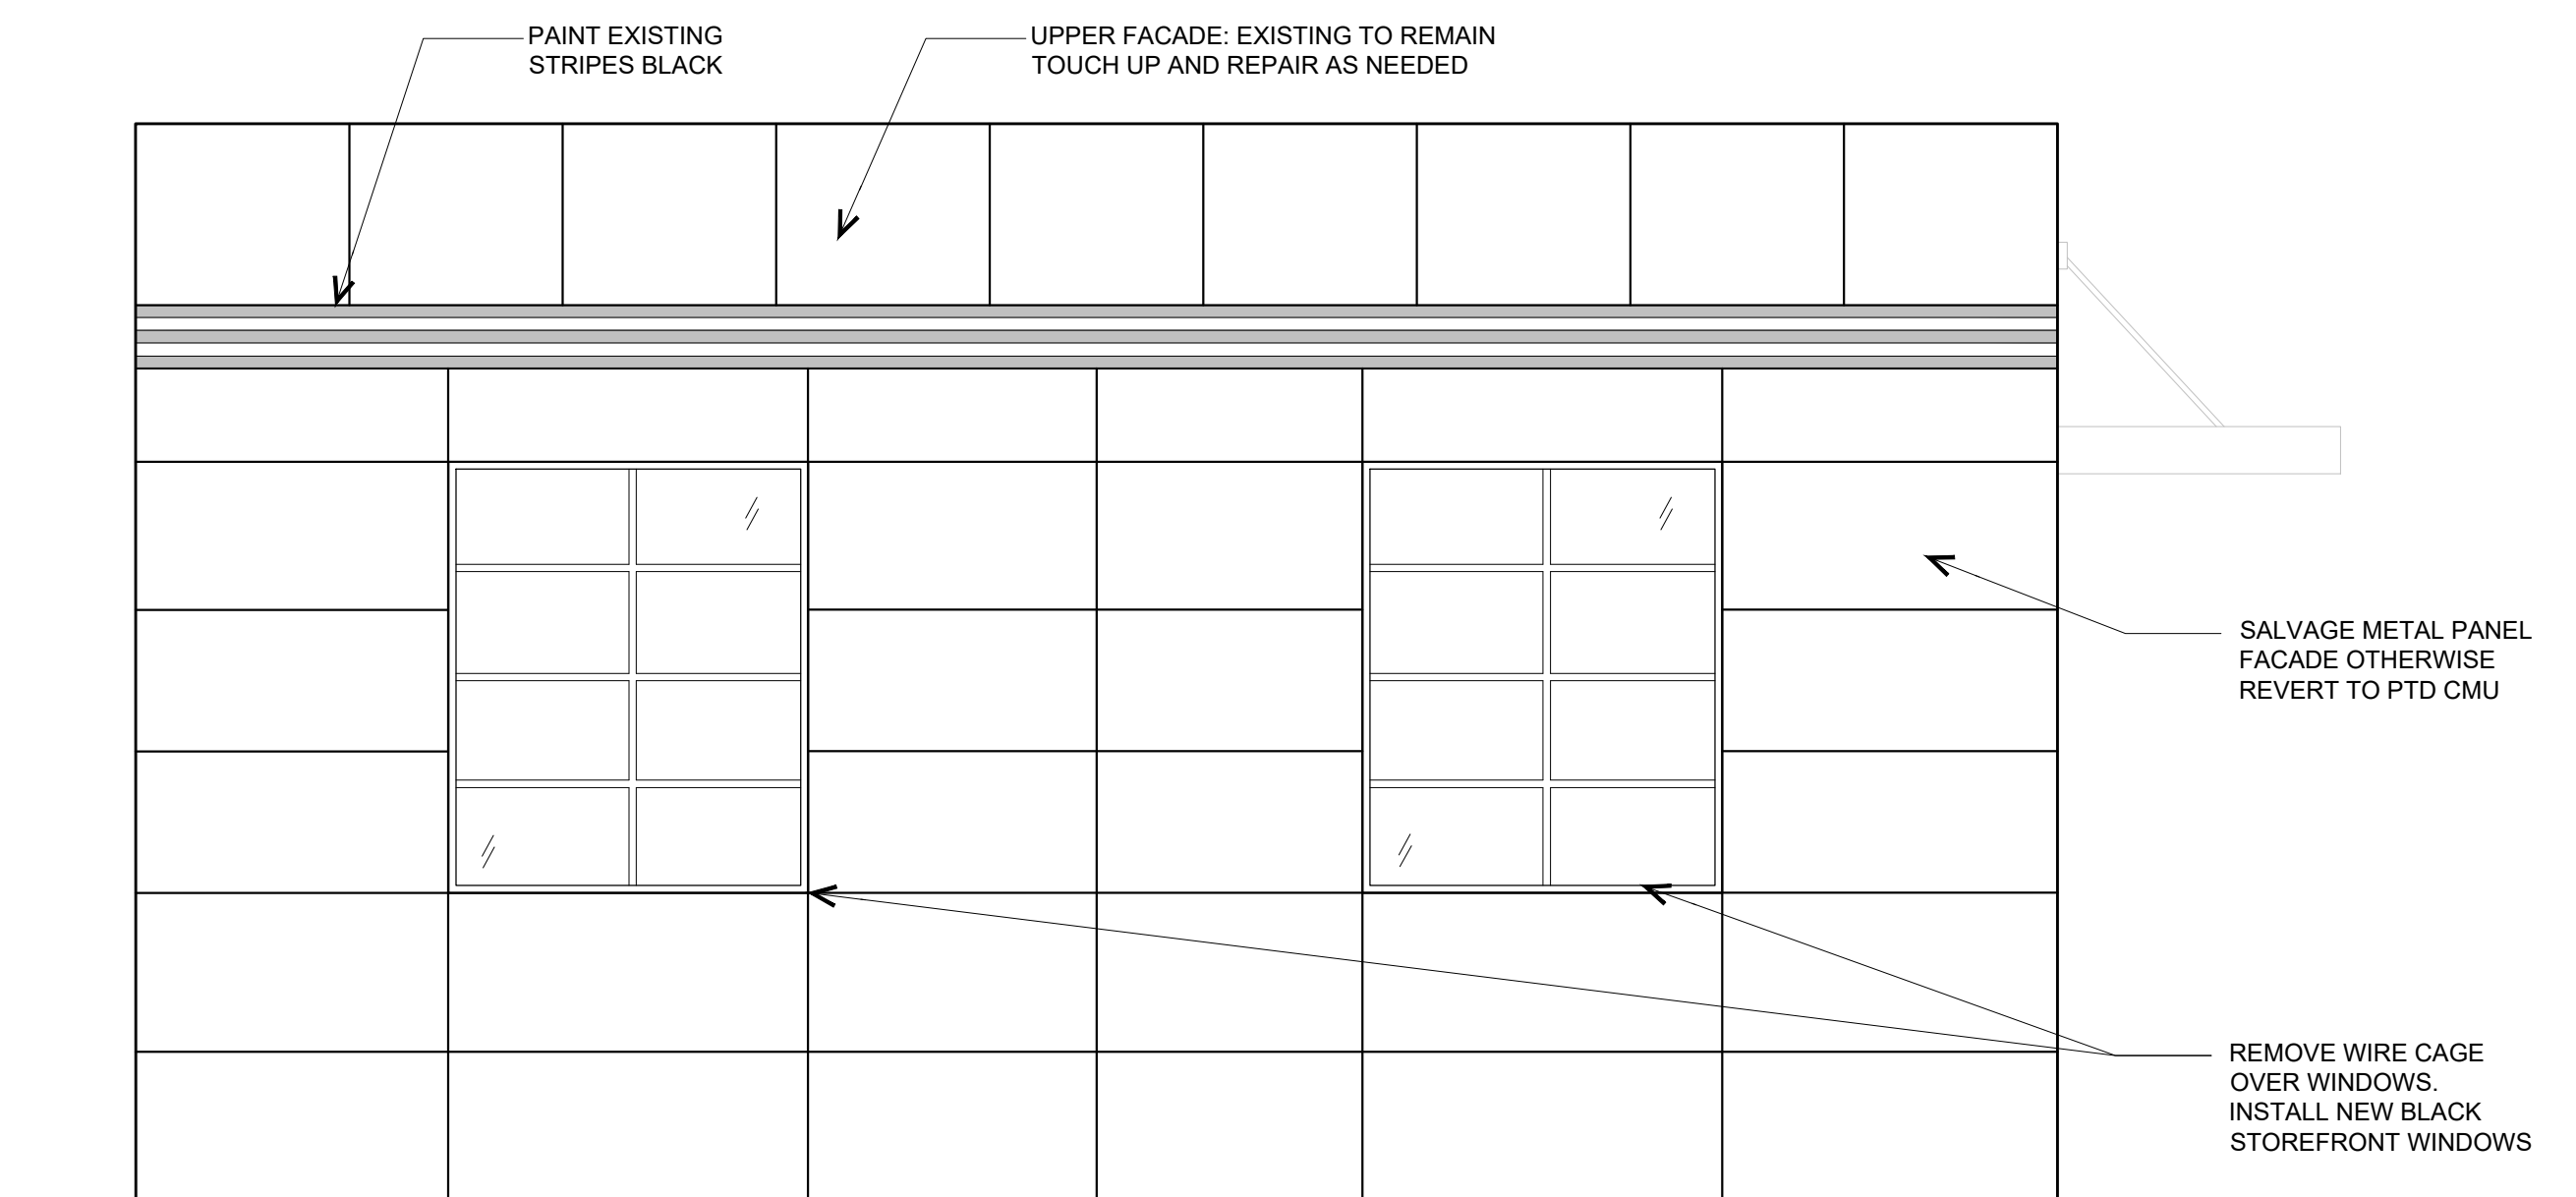 PAINT EXISTING
STRIPES BLACK
UPPER FACADE: EXISTING TO REMAIN
TOUCH UP AND REPAIR AS NEEDED
SALVAGE METAL PANEL
FACADE OTHERWISE
REVERT TO PTD CMU
REMOVE WIRE CAGE
OVER WINDOWS.
INSTALL NEW BLACK
STOREFRONT WINDOWS